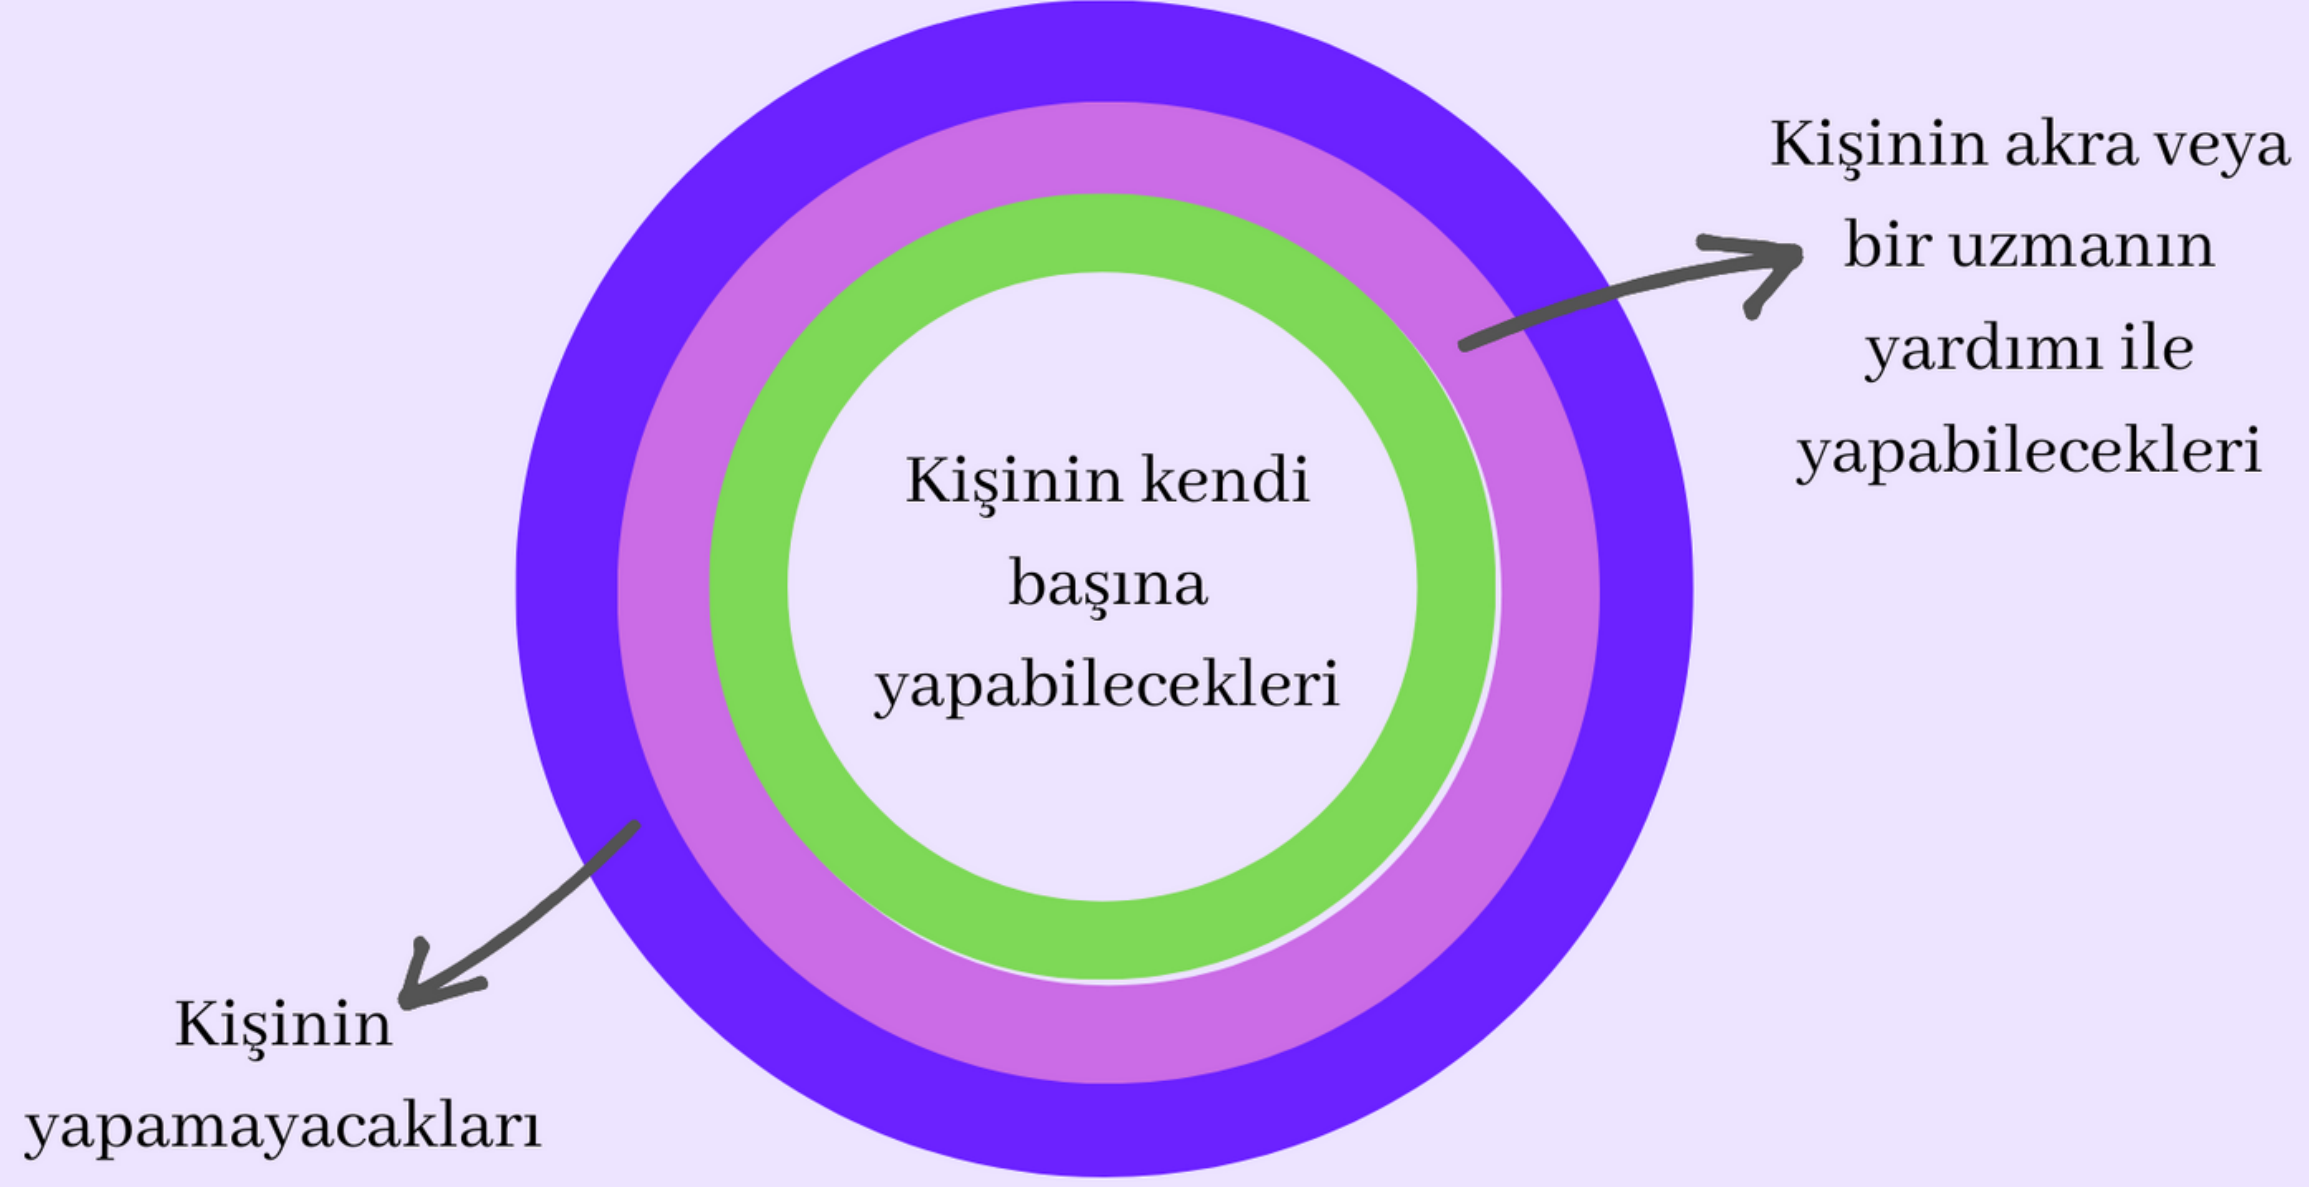 Kişinin akra veya
bir uzmanın
yardımı ile
yapabilecekleri
Kişinin kendi
başına
yapabilecekleri
Kişinin
yapamayacakları